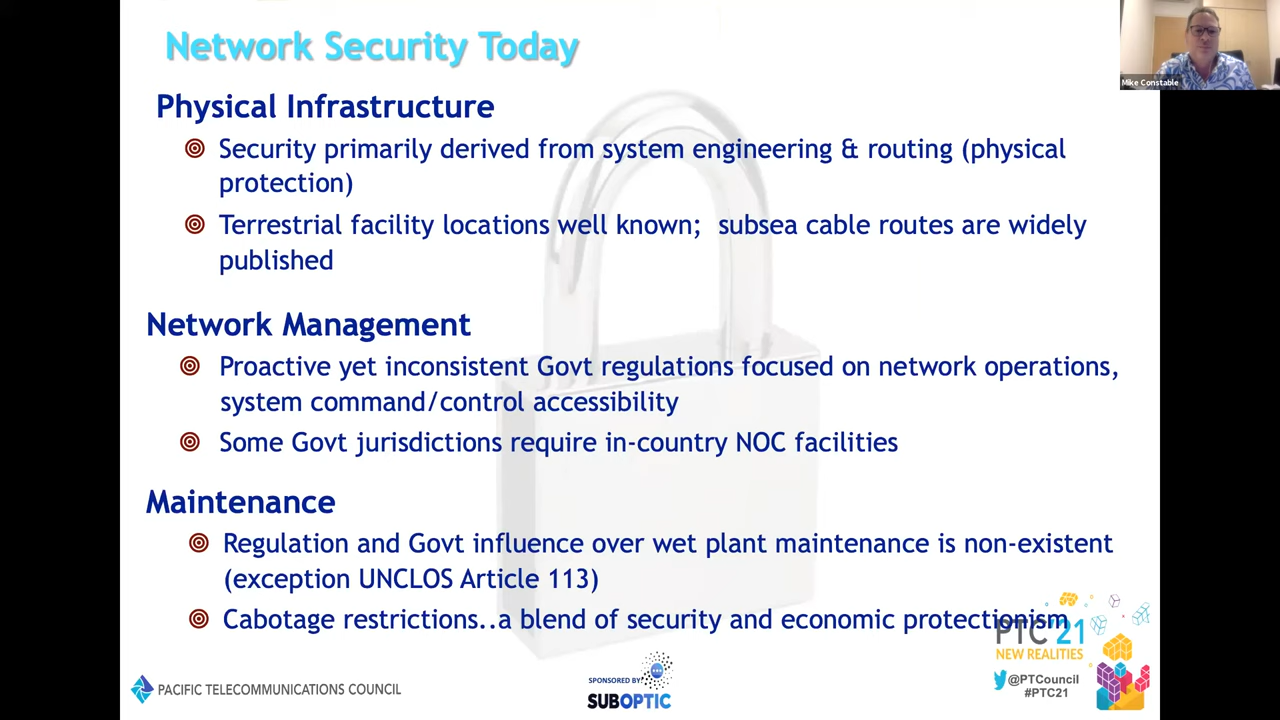 Network Security Today
Mike Constable
Physical Infrastructure
Security primarily derived from system engineering & routing (physical
protection)
Terrestrial facility locations well known; subsea cable routes are widely
published
Network Management
Proactive yet inconsistent Govt regulations focused on network operations,
system command/control accessibility
Some Govt jurisdictions require in-country NOC facilities
Maintenance
Regulation and Govt influence over wet plant maintenance is non-existent
(exception UNCLOS Article 113)
Cabotage restrictions..a blend of security and economic protectionism
PTC'21
NEW REALITIES
@PTCouncil
#PTC21
PACIFIC TELECOMMUNICATIONS COUNCIL
SPONSORED BY:
SUBOPTIC